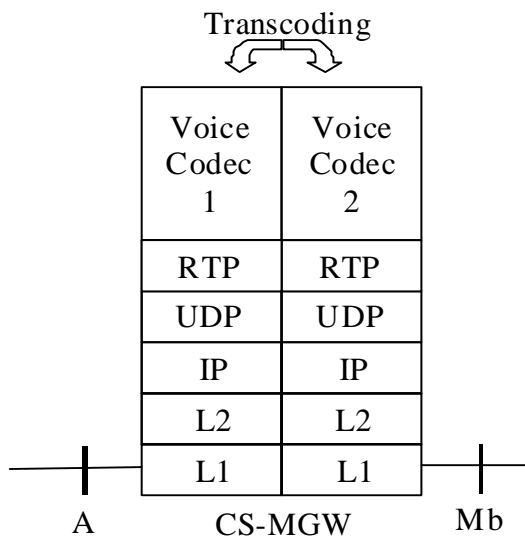 Transcoding
Voice Codec 1
Voice Codec 2
RTP RTP
UDP UDP
IP IP
L2 L2
L1 L1
A CS-MGW Mb